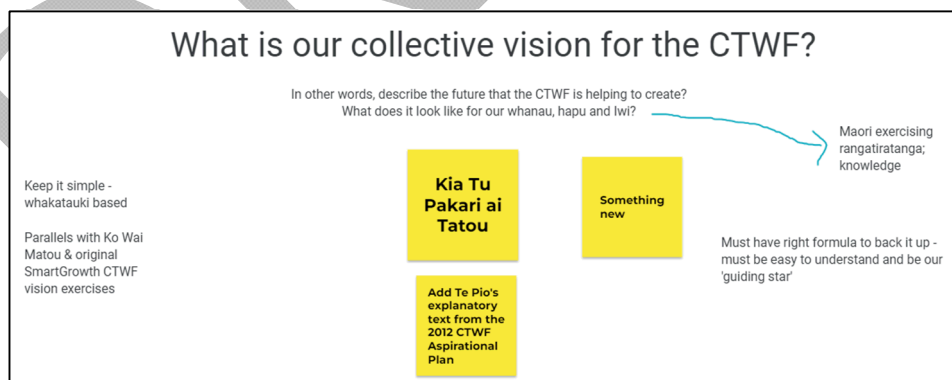 What is our collective vision for the CTWF?
In other words, describe the future that the CTWF is helping to create?
What does it look like for our whanau, hapu and Iwi?
Maori exercising
rangatiratanga;
knowledge
Keep it simple -
whakatauki based
Parallels with Ko Wai
Matou & original
SmartGrowth CTWF
vision exercises
Kia Tu
Pakari ai
Tatou
Something
new
Must have right formula to back it up -
must be easy to understand and be our
'guiding star'
Add Te Pio's
explanatory
text from the
2012 CTWF
Aspirational
Plan